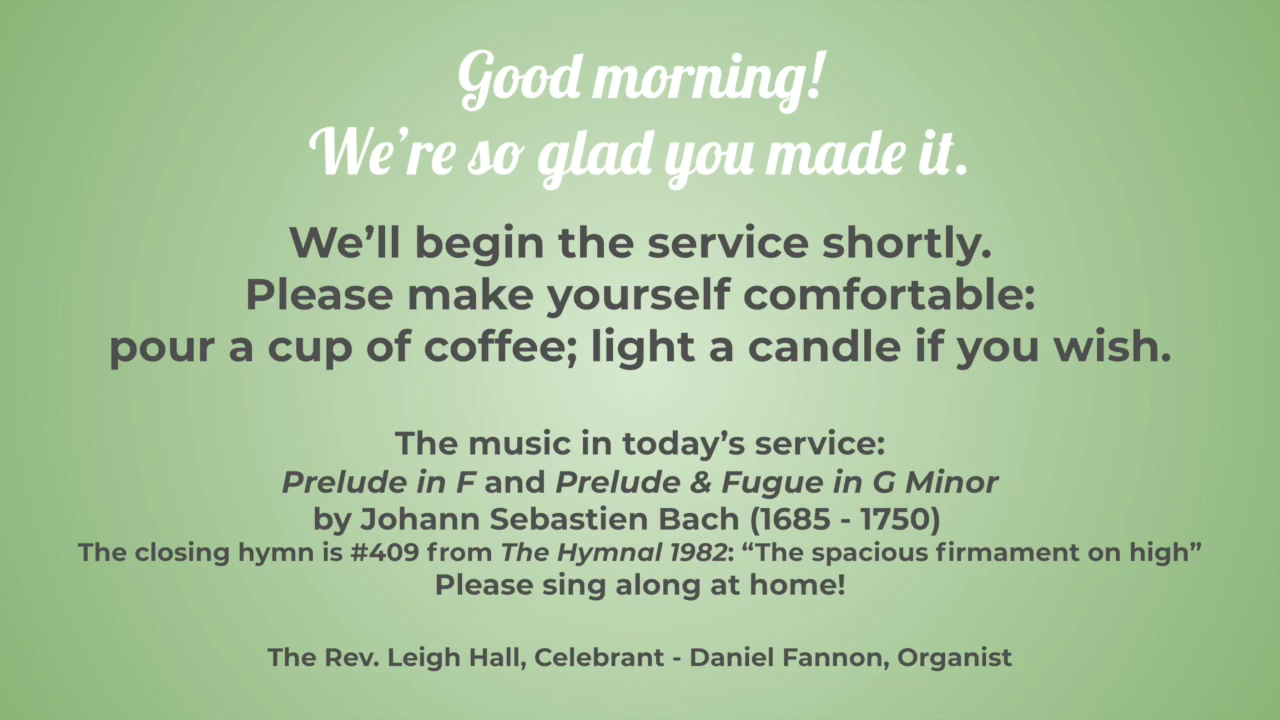 Good morning!
We’re so glad you made it.
We’ll begin the service shortly.
Please make yourself comfortable:
pour a cup of coffee; light a candle if you wish.
The music in today’s service:
Prelude in F and Prelude & Fugue in G Minor
by Johann Sebastien Bach (1685 - 1750)
The closing hymn is #409 from The Hymnal 1982: “The spacious firmament on high”
Please sing along at home!
The Rev. Leigh Hall, Celebrant - Daniel Fannon, Organist